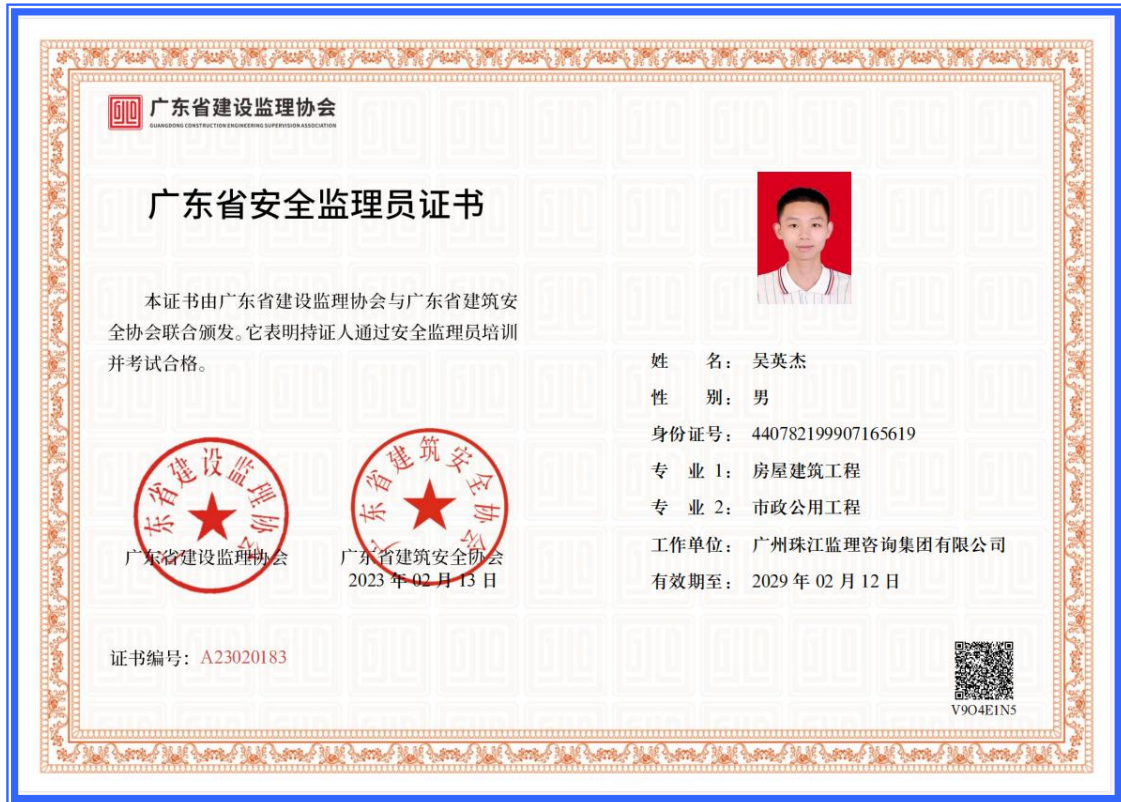 广东省建设监理协会
GUANGDONG CONSTRUCTION ENGINEERING SUPERVISION ASSOCIATION
广东省安全监理员证书
本证书由广东省建设监理协会与广东省建筑安
全协会联合颁发。它表明持证人通过安全监理员培训
并考试合格。
广东省建设监理协会
广东省建筑安全协会
广东省建设监理协会
广东省建筑安全协会
2023 年 02 月 13 日
证书编号：A23020183
姓 名：吴英杰
性 别：男
身份证号：440782199907165619
专 业 1：房屋建筑工程
专 业 2：市政公用工程
工作单位：广州珠江监理咨询集团有限公司
有效期至：2029 年 02 月 12 日
V9O4E1N5